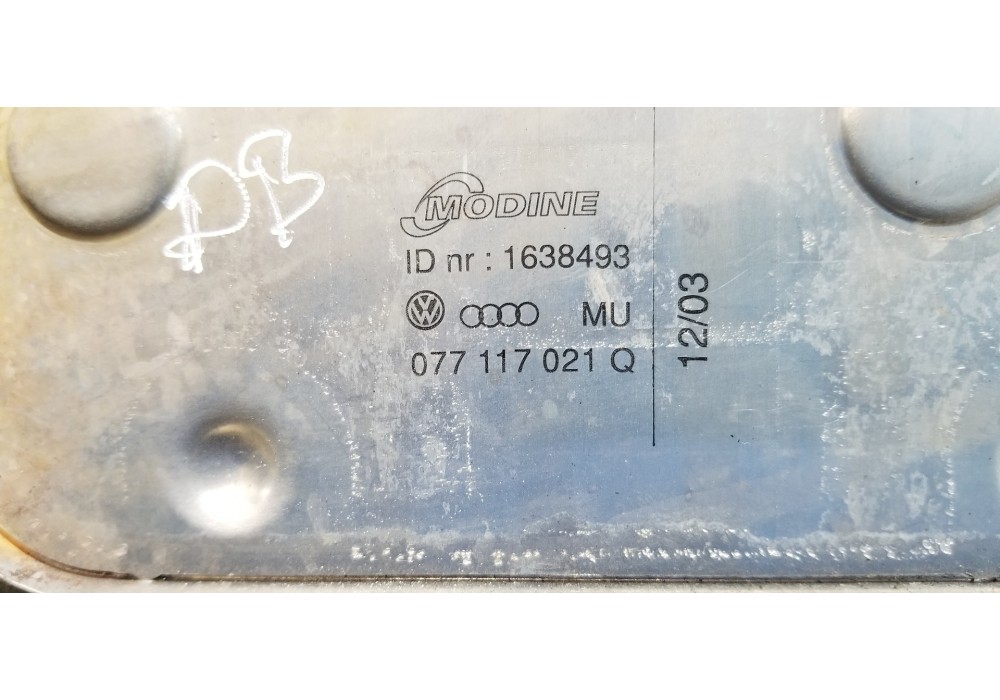 DB
MODINE
ID nr : 1638493
MU
077 117 021 Q
12/03